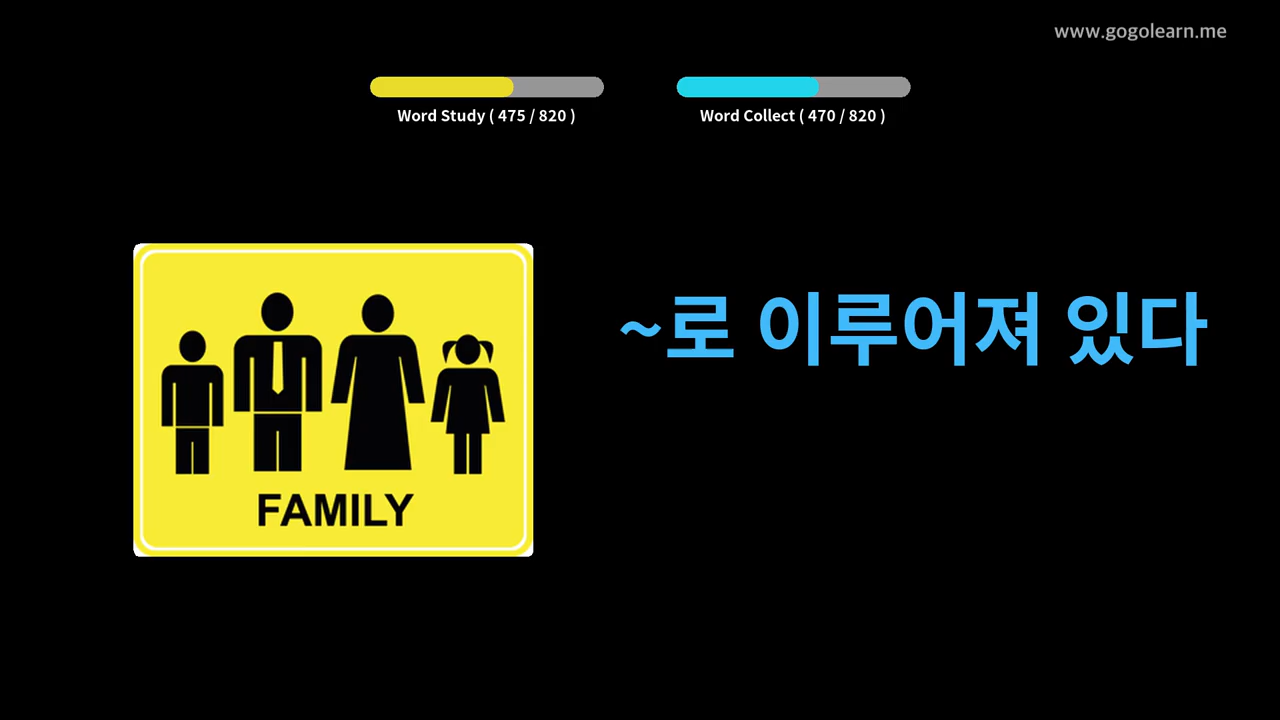 www.gogolearn.me
Word Study ( 475 / 820 )
Word Collect ( 470 / 820 )
~로 이루어져 있다
FAMILY